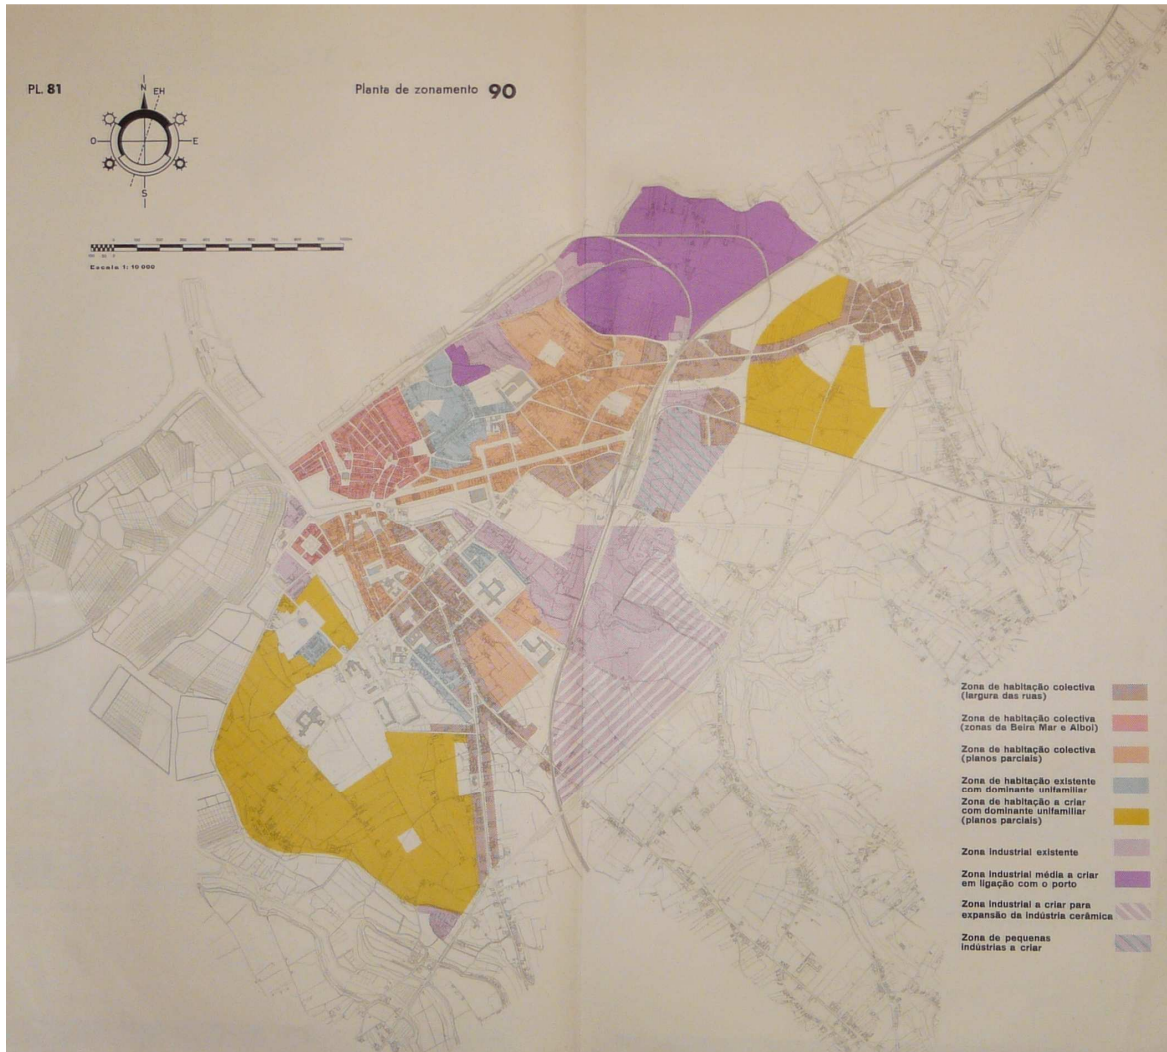 PL. 81
Planta de zonamento 90
N
EH
O
E
S
Escala 1: 10 000
Zona de habitação colectiva
(largura das ruas)
Zona de habitação colectiva
(zonas da Beira Mar e Alboi)
Zona de habitação colectiva
(planos parciais)
Zona de habitação existente
com dominante unifamiliar
Zona de habitação a criar
com dominante unifamiliar
(planos parciais)
Zona industrial existente
Zona industrial média a criar
em ligação com o porto
Zona industrial a criar para
expansão da indústria cerâmica
Zona de pequenas
indústrias a criar